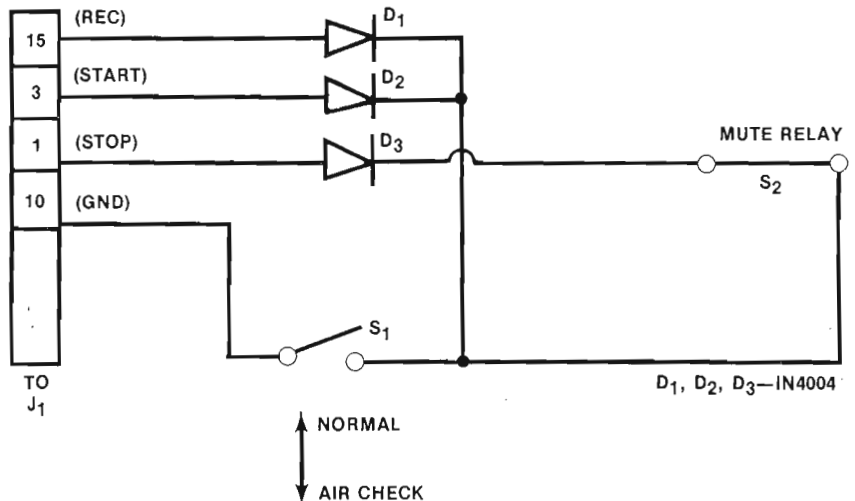 15 (REC) D1
3 (START) D2
1 (STOP) D3
MUTE RELAY
S2
10 (GND)
S1
TO
J1
D1, D2, D3—IN4004
NORMAL
AIR CHECK